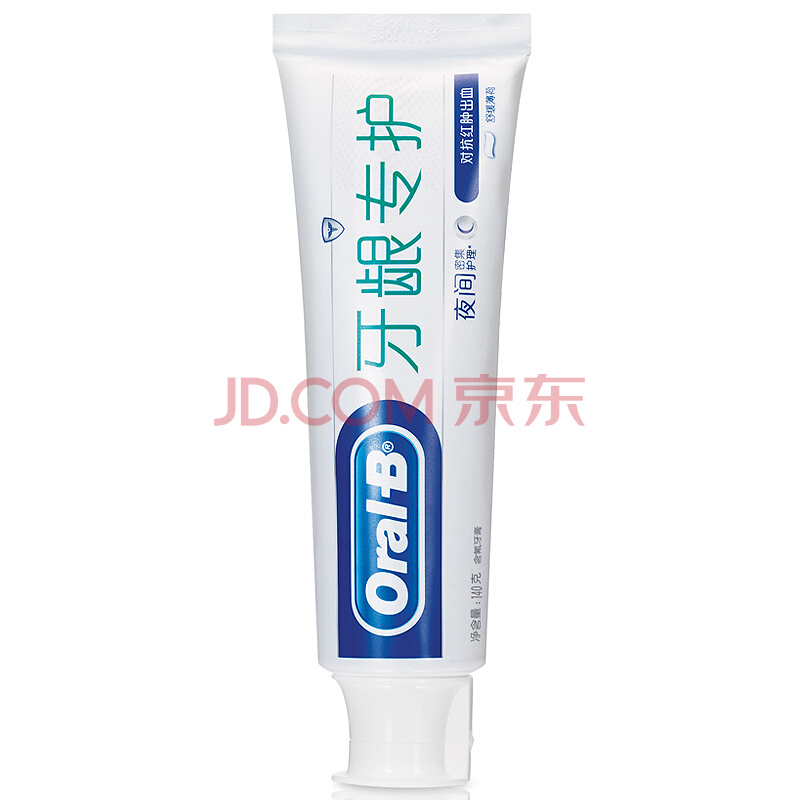 Oral-B®
牙龈专护
夜间
密集
护理*
对抗红肿出血
舒缓薄荷
净含量：140克
含氟牙膏
JD.COM 京东